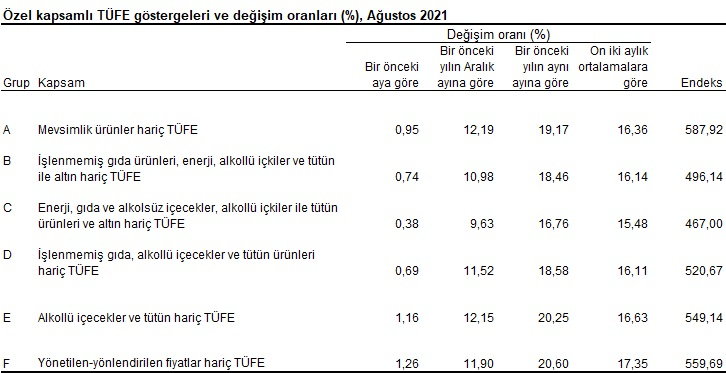 Özel kapsamlı TÜFE göstergeleri ve değişim oranları (%), Ağustos 2021
Değişim oranı (%)
Bir önceki Bir önceki On iki aylık
Bir önceki yılın Aralık yılın aynı ortalamalara
Grup Kapsam aya göre ayına göre ayına göre göre Endeks
A Mevsimlik ürünler hariç TÜFE 0,95 12,19 19,17 16,36 587,92
B İşlenmemiş gıda ürünleri, enerji, alkollü içkiler ve tütün
ile altın hariç TÜFE 0,74 10,98 18,46 16,14 496,14
C Enerji, gıda ve alkolsüz içecekler, alkollü içkiler ile tütün
ürünleri ve altın hariç TÜFE 0,38 9,63 16,76 15,48 467,00
D İşlenmemiş gıda, alkollü içecekler ve tütün ürünleri
hariç TÜFE 0,69 11,52 18,58 16,11 520,67
E Alkollü içecekler ve tütün hariç TÜFE 1,16 12,15 20,25 16,63 549,14
F Yönetilen-yönlendirilen fiyatlar hariç TÜFE 1,26 11,90 20,60 17,35 559,69